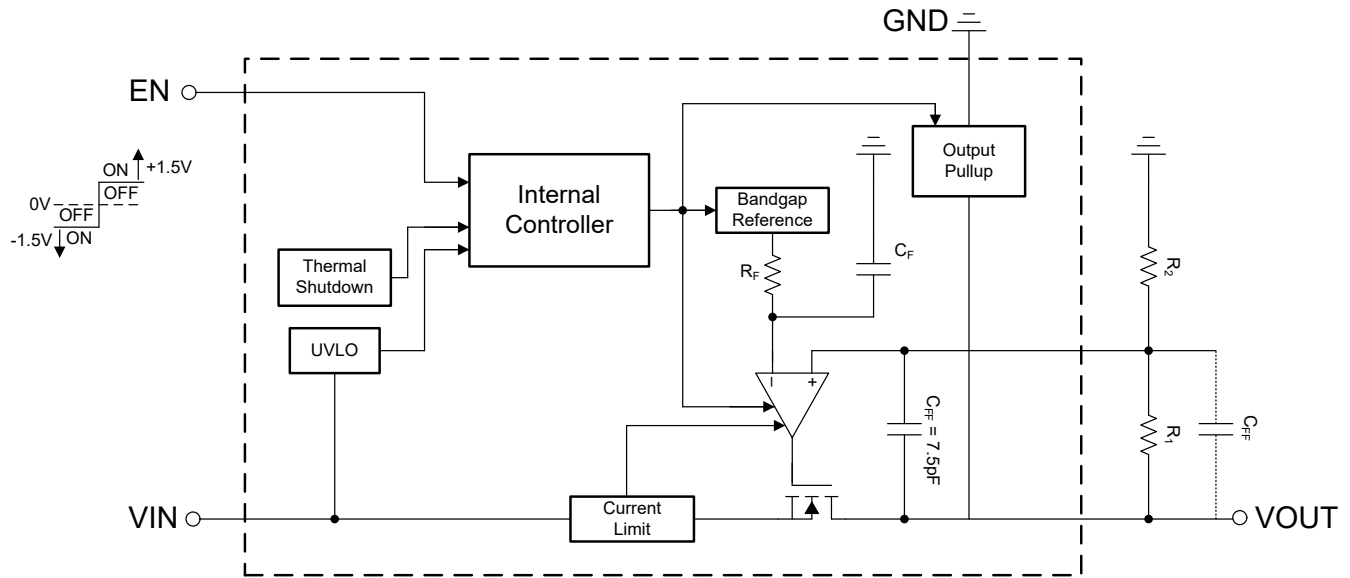 GND
EN
ON
+1.5V
OFF
0V
OFF
-1.5V
ON
Internal
Controller
Output
Pullup
Bandgap
Reference
Thermal
Shutdown
RF
CF
R2
UVLO
− +
CFF = 7.5pF
R1
CFF
VIN
Current
Limit
VOUT